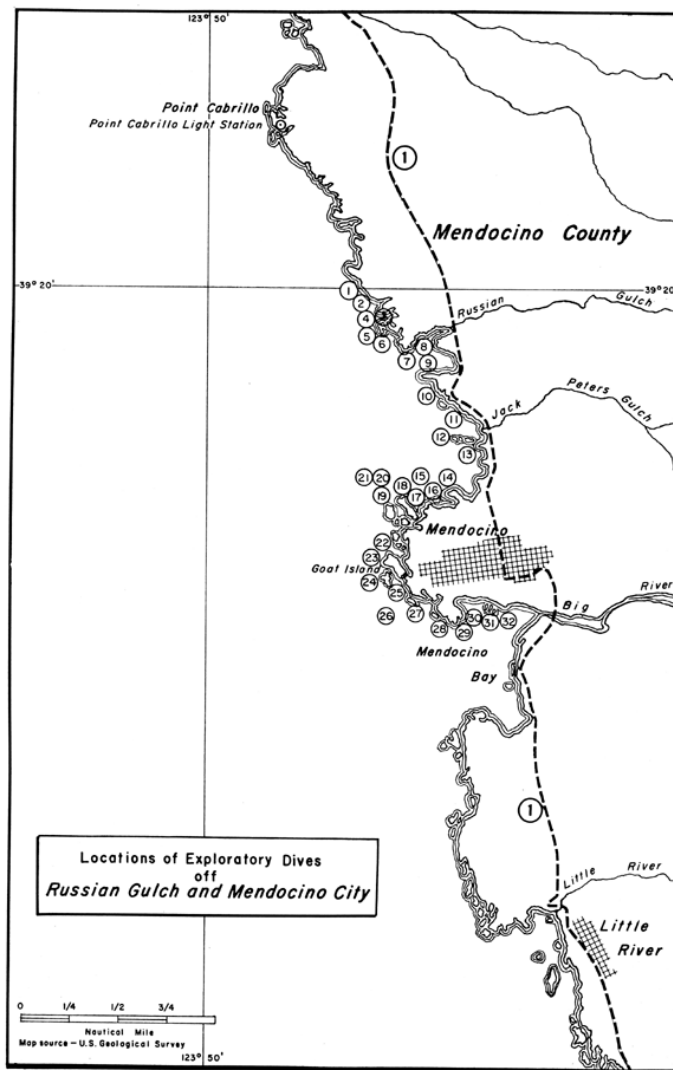 123° 50'
Point Cabrillo
Point Cabrillo Light Station
1
Mendocino County
39° 20'
39° 20'
1
2
Russian Gulch
4
5
6
7
8
9
10
Jack Peters Gulch
11
12
13
21
20
19
18
15
14
17
16
Mendocino
22
23
Goat Island
24
25
26
27
28
29
30
31
32
Big River
Mendocino
Bay
1
Locations of Exploratory Dives
off
Russian Gulch and Mendocino City
Little River
Little
River
0 1/4 1/2 3/4
Nautical Mile
Map source – U.S. Geological Survey
123° 50'